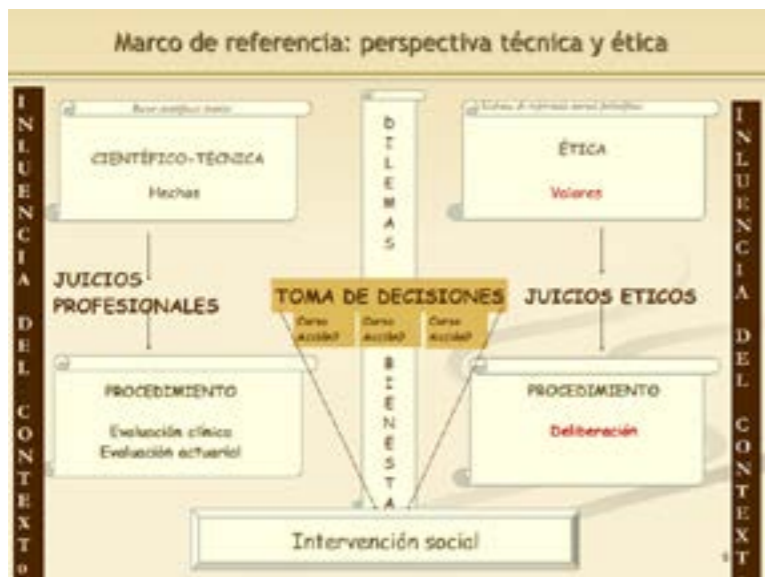 Marco de referencia: perspectiva técnica y ética
INLUENCIA DEL CONTEXTo
CIENTÍFICO-TÉCNICA
Hechos
JUICIOS
PROFESIONALES
PROCEDIMIENTO
Evaluación clínica
Evaluación actuarial
DILEMAS
TOMA DE DECISIONES
Curso Acción?
Curso Acción?
Curso Acción?
BIENESTA
ÉTICA
Valores
JUICIOS ETICOS
PROCEDIMIENTO
Deliberación
INLUENCIA DEL CONTEXT
Intervención social